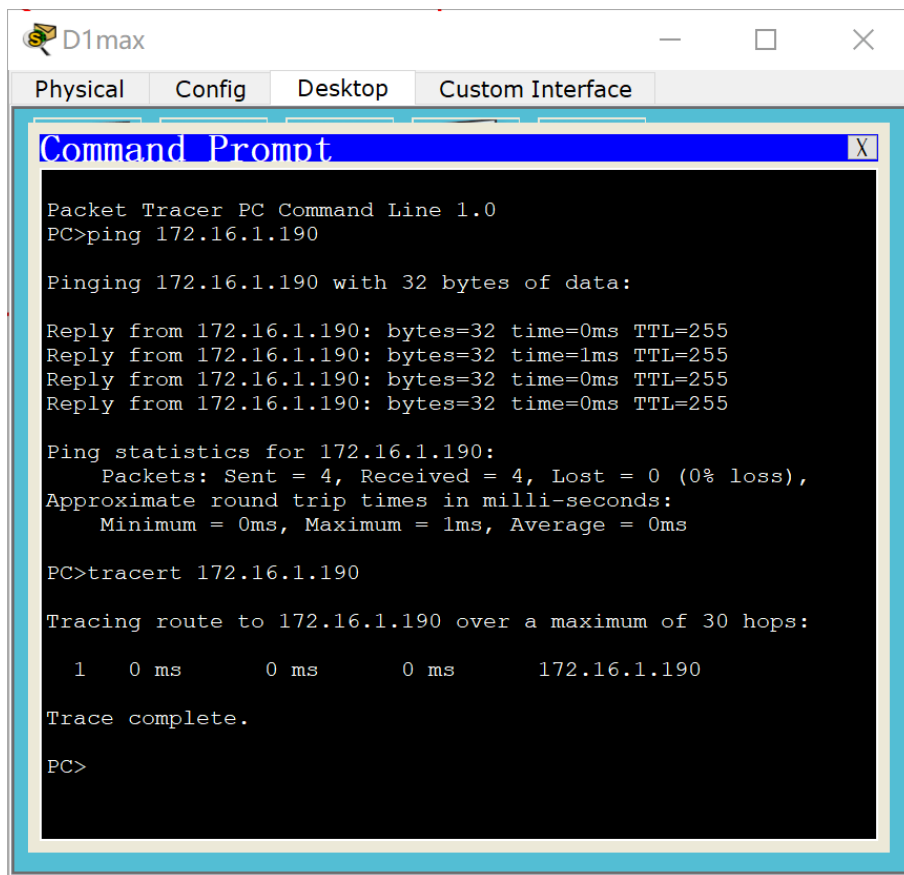 D1max
Physical Config Desktop Custom Interface
Command Prompt X
Packet Tracer PC Command Line 1.0
PC>ping 172.16.1.190
Pinging 172.16.1.190 with 32 bytes of data:
Reply from 172.16.1.190: bytes=32 time=0ms TTL=255
Reply from 172.16.1.190: bytes=32 time=1ms TTL=255
Reply from 172.16.1.190: bytes=32 time=0ms TTL=255
Reply from 172.16.1.190: bytes=32 time=0ms TTL=255
Ping statistics for 172.16.1.190:
Packets: Sent = 4, Received = 4, Lost = 0 (0% loss),
Approximate round trip times in milli-seconds:
Minimum = 0ms, Maximum = 1ms, Average = 0ms
PC>tracert 172.16.1.190
Tracing route to 172.16.1.190 over a maximum of 30 hops:
1 0 ms 0 ms 0 ms 172.16.1.190
Trace complete.
PC>